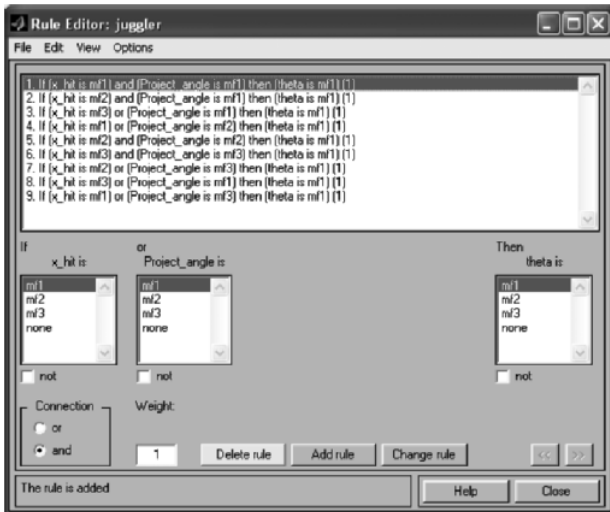 Rule Editor: juggler
File Edit View Options
1. If (x_hit is mf1) and (Project_angle is mf1) then (theta is mf1) (1)
2. If (x_hit is mf2) and (Project_angle is mf1) then (theta is mf1) (1)
3. If (x_hit is mf3) or (Project_angle is mf1) then (theta is mf1) (1)
4. If (x_hit is mf1) or (Project_angle is mf2) then (theta is mf1) (1)
5. If (x_hit is mf2) and (Project_angle is mf2) then (theta is mf1) (1)
6. If (x_hit is mf3) and (Project_angle is mf3) then (theta is mf1) (1)
7. If (x_hit is mf2) or (Project_angle is mf3) then (theta is mf1) (1)
8. If (x_hit is mf3) or (Project_angle is mf1) then (theta is mf1) (1)
9. If (x_hit is mf1) or (Project_angle is mf3) then (theta is mf1) (1)
If or Then
x_hit is Project_angle is theta is
mf1 mf1 mf1
mf2 mf2 mf2
mf3 mf3 mf3
none none none
not not not
Connection Weight:
or
and 1 Delete rule Add rule Change rule << >>
The rule is added Help Close